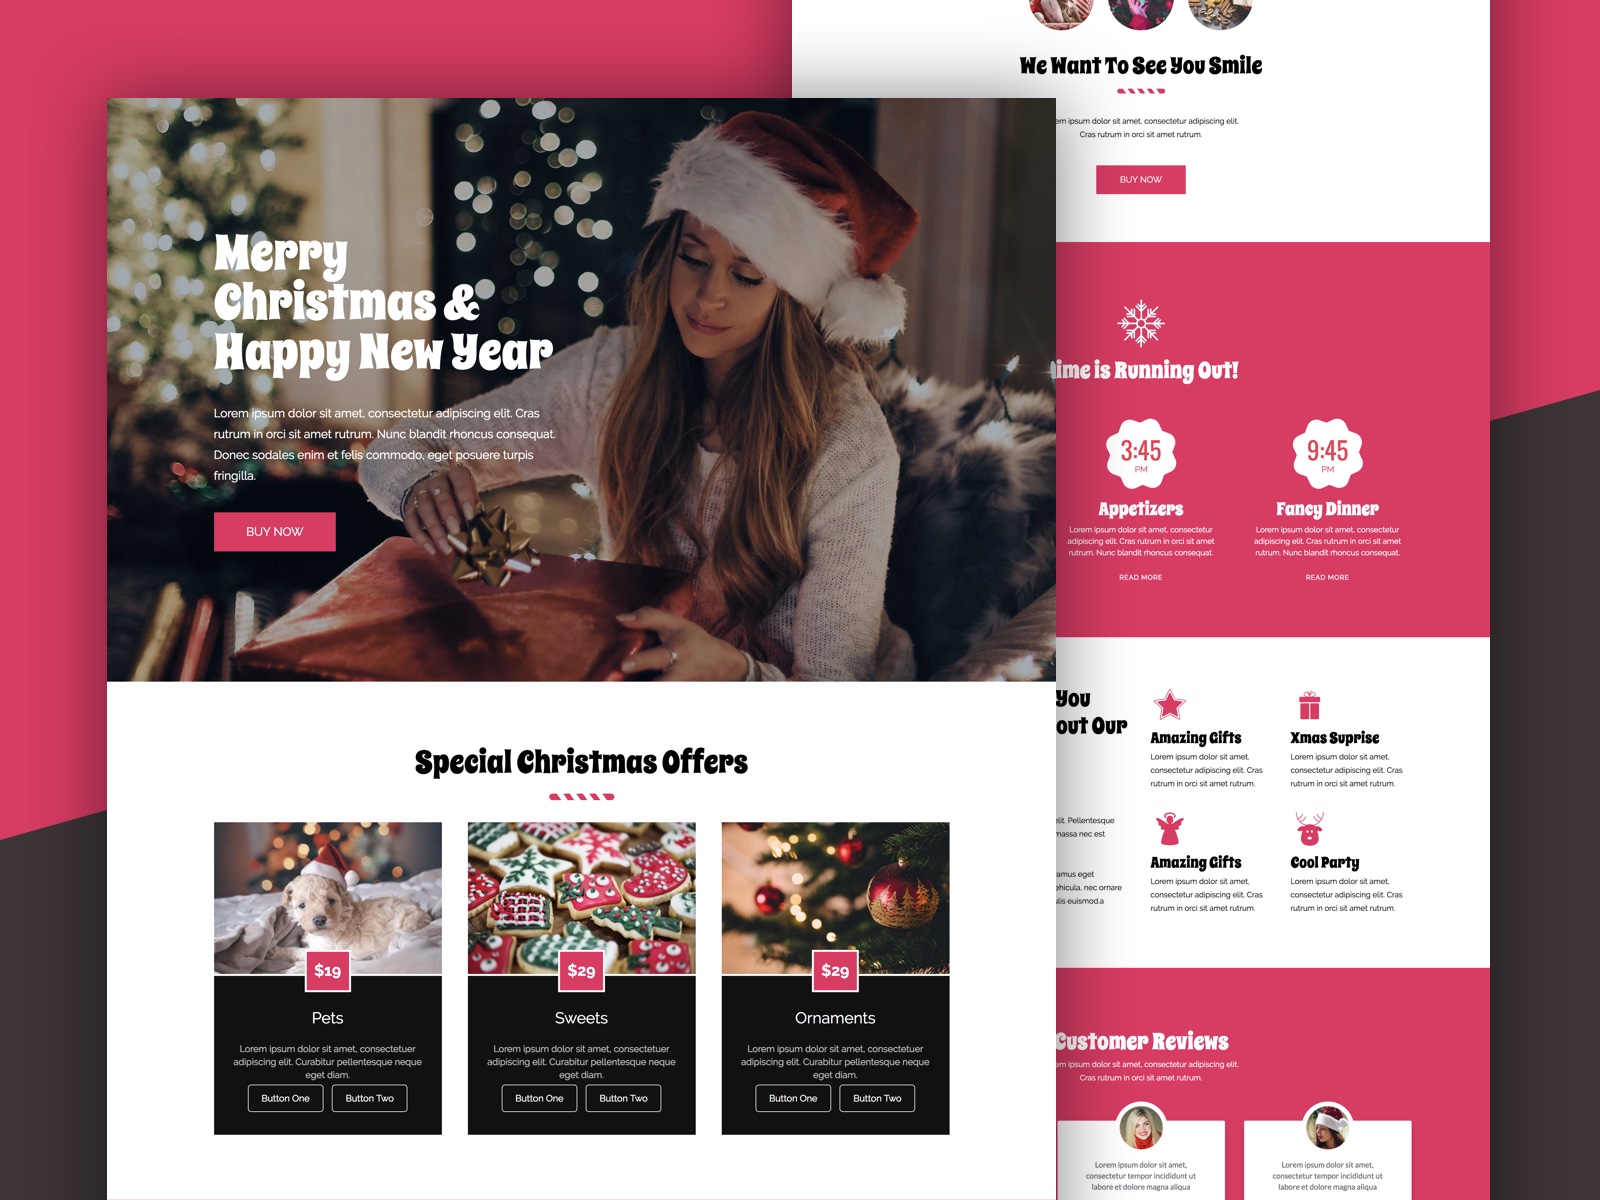 Merry
Christmas &
Happy New Year
Lorem ipsum dolor sit amet, consectetur adipiscing elit. Cras
rutrum in orci sit amet rutrum. Nunc blandit rhoncus consequat.
Donec sodales enim et felis commodo, eget posuere turpis
fringilla.
BUY NOW
Special Christmas Offers
$19
Pets
Lorem ipsum dolor sit amet, consectetuer
adipiscing elit. Curabitur pellentesque neque
eget diam.
Button One
Button Two
$29
Sweets
Lorem ipsum dolor sit amet, consectetuer
adipiscing elit. Curabitur pellentesque neque
eget diam.
Button One
Button Two
$29
Ornaments
Lorem ipsum dolor sit amet, consectetuer
adipiscing elit. Curabitur pellentesque neque
eget diam.
Button One
Button Two
We Want To See You Smile
ipsum dolor sit amet, consectetur adipiscing elit.
Cras rutrum in orci sit amet rutrum.
BUY NOW
ime is Running Out!
3:45
PM
Appetizers
Lorem ipsum dolor sit amet, consectetur
adipiscing elit. Cras rutrum in orci sit amet
rutrum. Nunc blandit rhoncus consequat.
READ MORE
9:45
PM
Fancy Dinner
Lorem ipsum dolor sit amet, consectetur
adipiscing elit. Cras rutrum in orci sit amet
rutrum. Nunc blandit rhoncus consequat.
READ MORE
You
out Our
elit. Pellentesque
massa nec est
amus eget
ehicula, nec ornare
ulis euismod.a
Amazing Gifts
Lorem ipsum dolor sit amet,
consectetur adipiscing elit. Cras
rutrum in orci sit amet rutrum.
Xmas Suprise
Lorem ipsum dolor sit amet,
consectetur adipiscing elit. Cras
rutrum in orci sit amet rutrum.
Amazing Gifts
Lorem ipsum dolor sit amet,
consectetur adipiscing elit. Cras
rutrum in orci sit amet rutrum.
Cool Party
Lorem ipsum dolor sit amet,
consectetur adipiscing elit. Cras
rutrum in orci sit amet rutrum.
Customer Reviews
ipsum dolor sit amet, consectetur adipiscing elit.
Cras rutrum in orci sit amet rutrum.
Lorem ipsum dolor sit amet,
consectetur tempor incididunt ut
labore et dolore magna aliqua
Lorem ipsum dolor sit amet,
consectetur tempor incididunt ut
labore et dolore magna aliqua